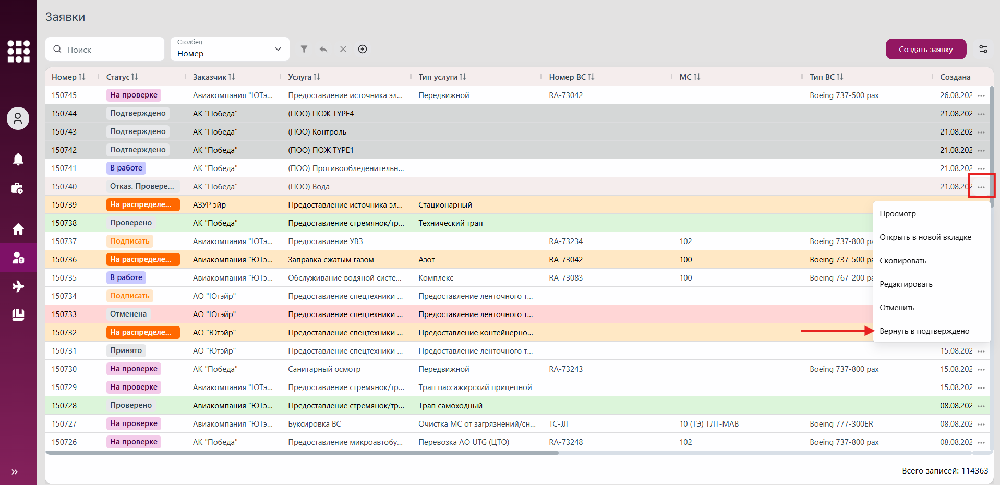 Заявки
Поиск
Столбец
Номер
Создать заявку
Номер Статус Заказчик Услуга Тип услуги Номер ВС МС Тип ВС Создана
150745 На проверке Авиакомпания "ЮТэ... Предоставление источника эл... Передвижной RA-73042 Boeing 737-500 pax 26.08.202
150744 Подтверждено АК "Победа" (ПОО) ПОЖ TYPE4 21.08.202
150743 Подтверждено АК "Победа" (ПОО) Контроль 21.08.202
150742 Подтверждено АК "Победа" (ПОО) ПОЖ TYPE1 21.08.202
150741 В работе АК "Победа" (ПОО) Противообледенительн... 21.08.202
150740 Отказ. Провере... АК "Победа" (ПОО) Вода 21.08.202
150739 На распределе... АЗУР эйр Предоставление источника эл... Стационарный
150738 Проверено АК "Победа" Предоставление стремянок/тр... Технический трап
150737 Подписать Авиакомпания "ЮТэ... Предоставление УВЗ RA-73234 102 Boeing 737-800 pa
150736 На распределе... Авиакомпания "ЮТэ... Заправка сжатым газом Азот RA-73042 100 Boeing 737-500 pa
150735 В работе Авиакомпания "ЮТэ... Обслуживание водяной систе... Комплекс RA-73083 100 Boeing 767-200 pa
150734 Подписать АО "Ютэйр" Предоставление спецтехники ... Предоставление ленточного т...
150733 Отменена АО "Ютэйр" Предоставление спецтехники ... Предоставление ленточного т...
150732 На распределе... АО "Ютэйр" Предоставление спецтехники ... Предоставление контейнерно...
150731 Принято АО "Ютэйр" Предоставление спецтехники ... Предоставление ленточного т... 15.08.202
150730 На проверке АК "Победа" Санитарный осмотр Передвижной RA-73243 Boeing 737-800 pax 15.08.202
150729 На проверке Авиакомпания "ЮТэ... Предоставление стремянок/тр... Трап пассажирский прицепной 15.08.202
150728 Проверено Авиакомпания "ЮТэ... Предоставление стремянок/тр... Трап самоходный 08.08.202
150727 На проверке Авиакомпания "ЮТэ... Буксировка ВС Очистка МС от загрязнений/сн... TC-JJI 10 (ТЭ) ТЛТ-МАВ Boeing 777-300ER 08.08.202
150726 На проверке АК "Победа" Предоставление микроавтобу... Перевозка АО UTG (ЦТО) RA-73248 102 Boeing 737-800 pax 08.08.202
Просмотр
Открыть в новой вкладке
Скопировать
Редактировать
Отменить
Вернуть в подтверждено
Всего записей: 114363